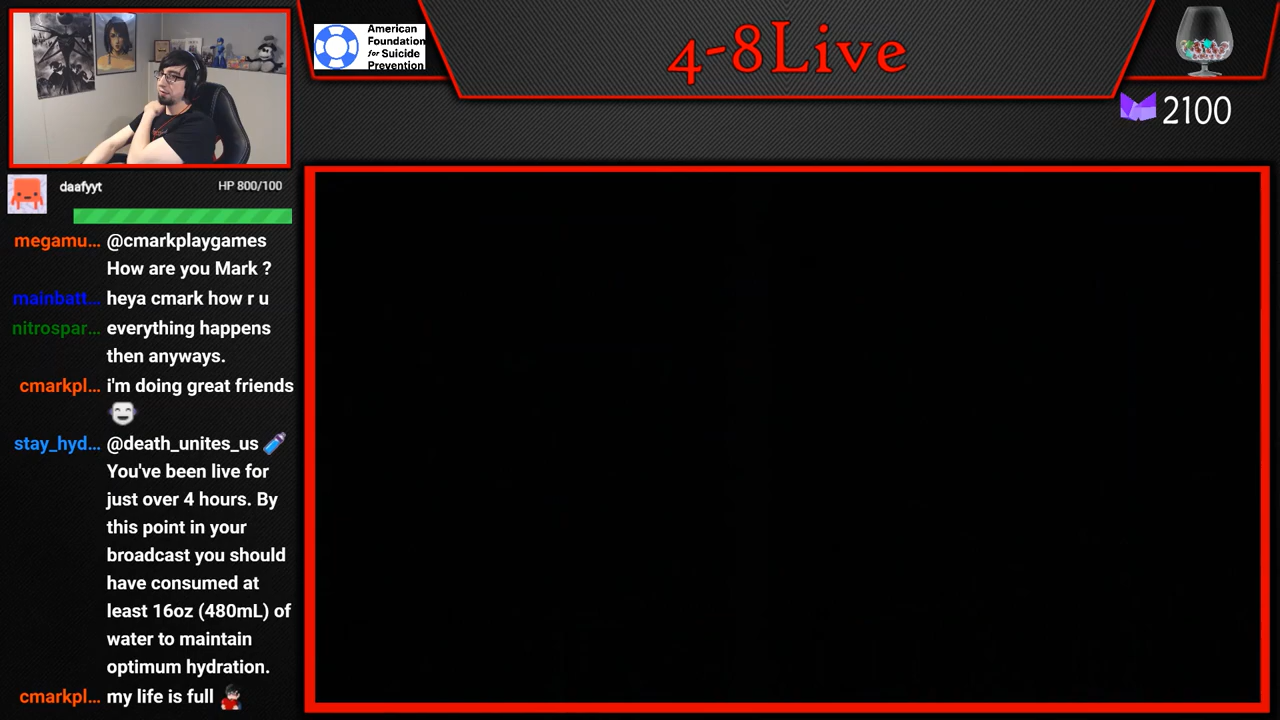 American
Foundation
for Suicide
Prevention
4-8Live
2100
daafyyt
HP 800/100
megamu... @cmarkplaygames
How are you Mark ?
mainbatt... heya cmark how r u
nitrospar... everything happens
then anyways.
cmarkpl... i'm doing great friends
stay_hyd... @death_unites_us
You've been live for
just over 4 hours. By
this point in your
broadcast you should
have consumed at
least 16oz (480mL) of
water to maintain
optimum hydration.
cmarkpl... my life is full